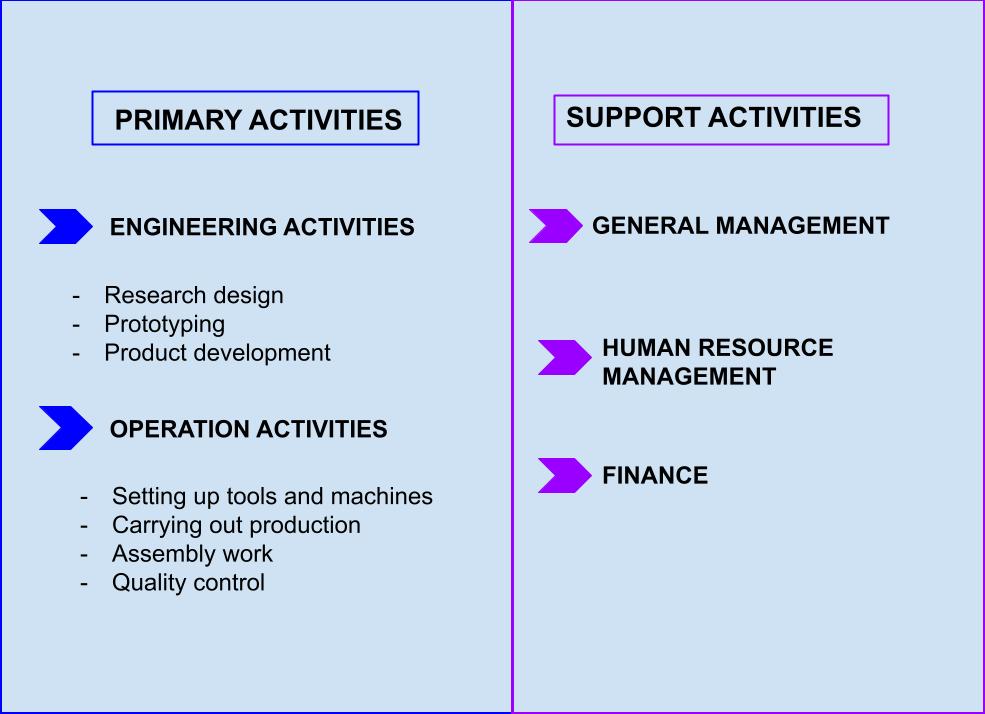 PRIMARY ACTIVITIES
ENGINEERING ACTIVITIES
- Research design
- Prototyping
- Product development
OPERATION ACTIVITIES
- Setting up tools and machines
- Carrying out production
- Assembly work
- Quality control
SUPPORT ACTIVITIES
GENERAL MANAGEMENT
HUMAN RESOURCE
MANAGEMENT
FINANCE